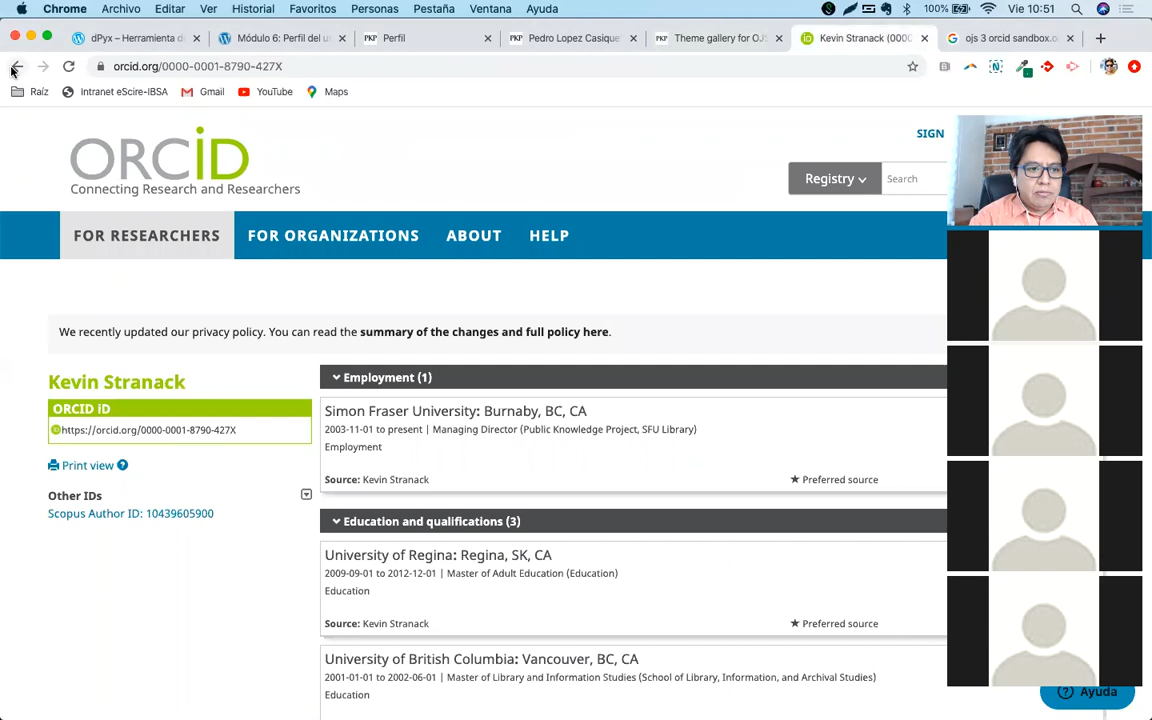 Chrome Archivo Editar Ver Historial Favoritos Personas Pestaña Ventana Ayuda 100% Vie 10:51
dPyx – Herramienta d Módulo 6: Perfil del u PKP Perfil PKP Pedro Lopez Casique PKP Theme gallery for OJS Kevin Stranack (000 ojs 3 orcid sandbox.o
orcid.org/0000-0001-8790-427X
Raíz Intranet eScire-IBSA Gmail YouTube Maps
ORCiD
Connecting Research and Researchers
SIGN
Registry Search
FOR RESEARCHERS FOR ORGANIZATIONS ABOUT HELP
We recently updated our privacy policy. You can read the summary of the changes and full policy here.
Kevin Stranack
ORCID iD
https://orcid.org/0000-0001-8790-427X
Print view
Other IDs
Scopus Author ID: 10439605900
Employment (1)
Simon Fraser University: Burnaby, BC, CA
2003-11-01 to present | Managing Director (Public Knowledge Project, SFU Library)
Employment
Source: Kevin Stranack Preferred source
Education and qualifications (3)
University of Regina: Regina, SK, CA
2009-09-01 to 2012-12-01 | Master of Adult Education (Education)
Education
Source: Kevin Stranack Preferred source
University of British Columbia: Vancouver, BC, CA
2001-01-01 to 2002-06-01 | Master of Library and Information Studies (School of Library, Information, and Archival Studies)
Education
Ayuda